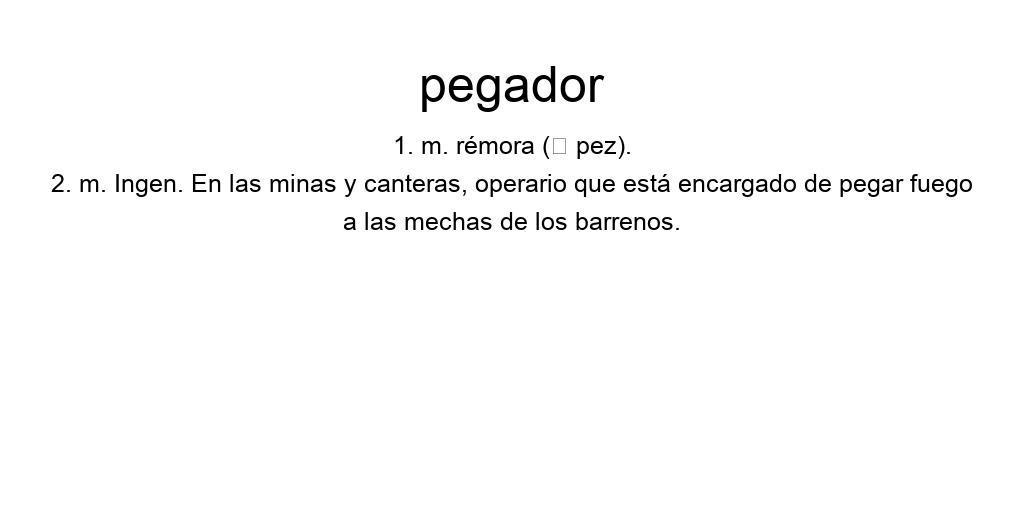 pegador
1. m. rémora (□ pez).
2. m. Ingen. En las minas y canteras, operario que está encargado de pegar fuego
a las mechas de los barrenos.